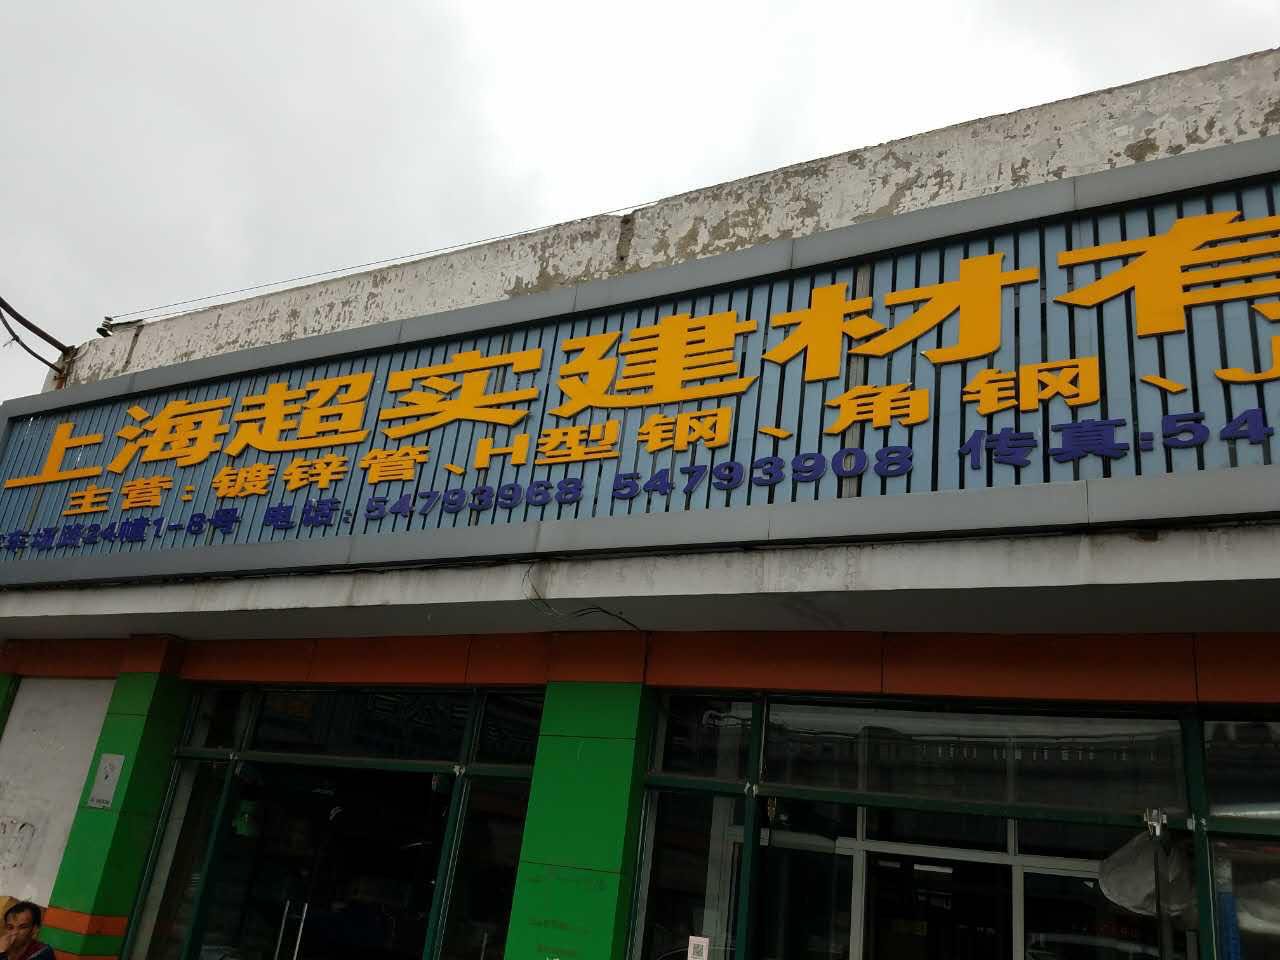 上海超实建材有
主营:镀锌管、H型钢、角钢、
车场路24幢1-8号 电话:54793968 54793908 传真:54